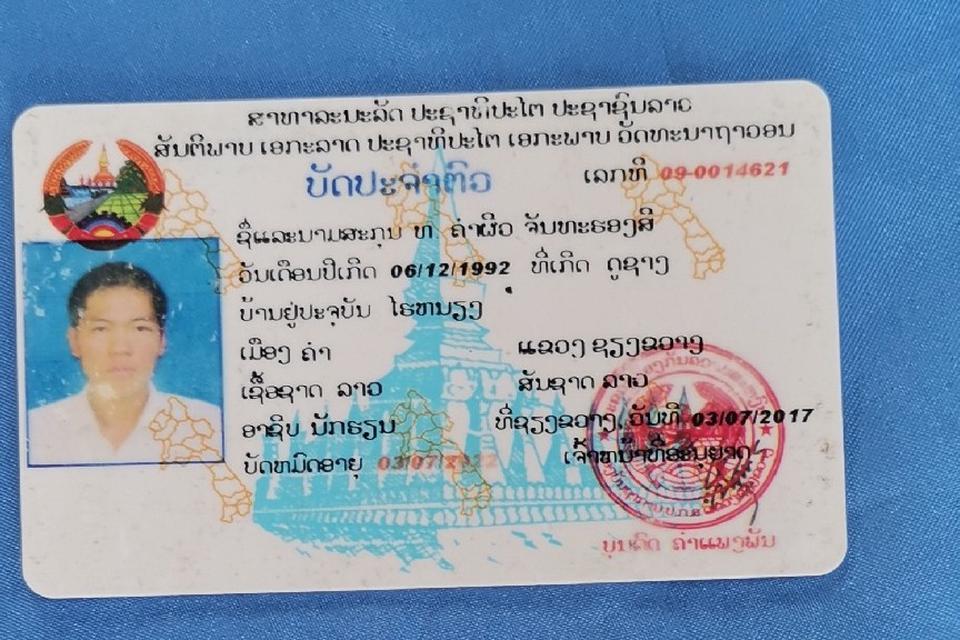 ສາທາລະນະລັດ ປະຊາທິປະໄຕ ປະຊາຊົນລາວ
ສັນຕິພາບ ເອກະລາດ ປະຊາທິປະໄຕ ເອກະພາບ ວັດທະນາຖາວອນ
ບັດປະຈຳຕົວ
ເລກທີ 09-0014621
ຊື່ແລະນາມສະກຸນ ທ ຄຳຜິວ ຈັນທະຮອງສີ
ວັນເດືອນປີເກີດ 06/12/1992 ທີ່ເກີດ ຄູຊາງ
ບ້ານຢູ່ປະຈຸບັນ ໂຮຫນຽງ
ເມືອງ ຄຳ ແຂວງ ຊຽງຂວາງ
ເຊື້ອຊາດ ລາວ ສັນຊາດ ລາວ
ອາຊີບ ນັກຮຽນ ທີ່ຊຽງຂວາງ, ວັນທີ 03/07/2017
ບັດຫມົດອາຍຸ 03/07/2022 ເຈົ້າຫນ້າທີ່ອະນຸຍາດ
ບຸນຄິດ ຄຳແພງພັນ